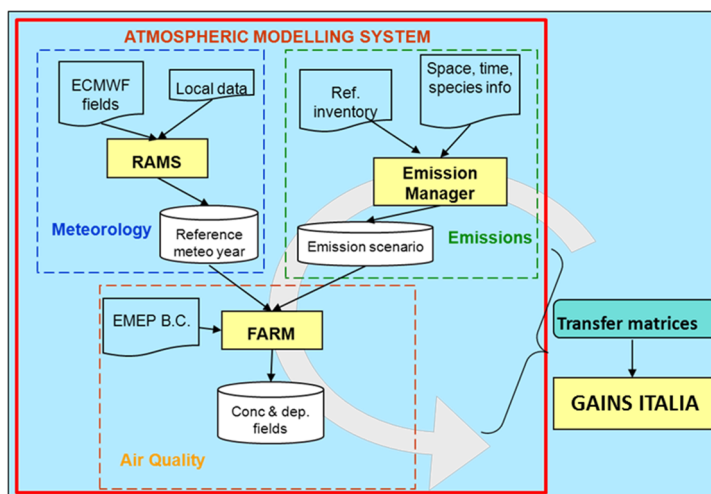 ATMOSPHERIC MODELLING SYSTEM
ECMWF
fields
Local data
RAMS
Reference
meteo year
Meteorology
Ref.
inventory
Space, time,
species info
Emission
Manager
Emission scenario
Emissions
EMEP B.C.
FARM
Conc & dep.
fields
Air Quality
Transfer matrices
GAINS ITALIA